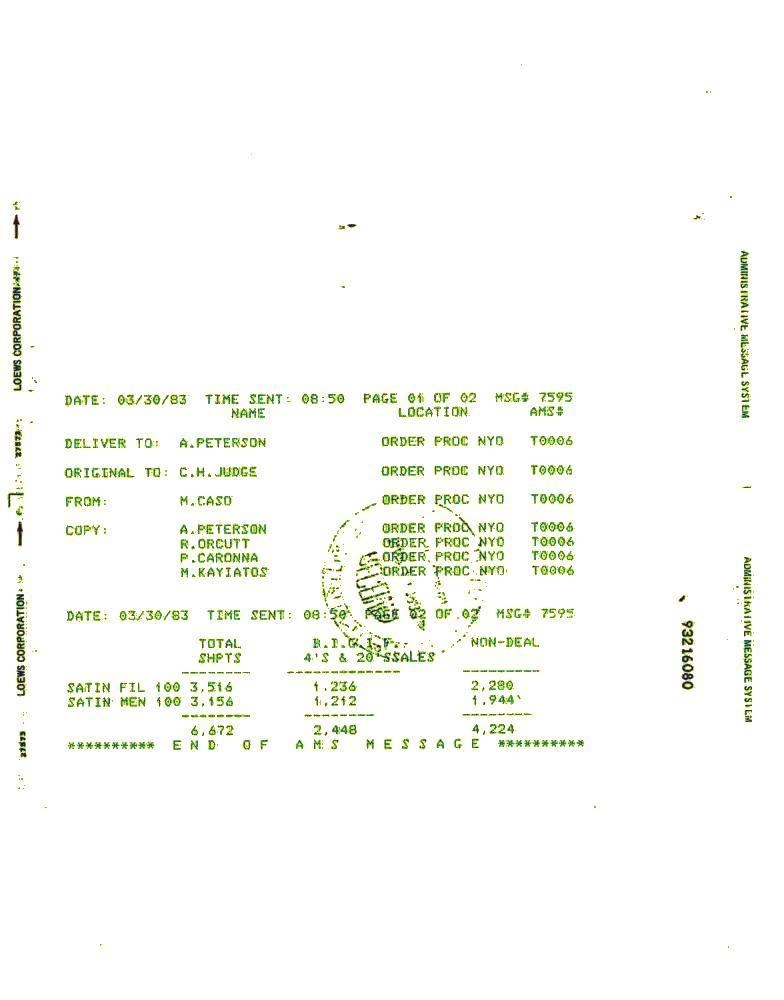 DATE: 03/30/83 TIME SENT: 08:50 PAGE 01 OF 02 MSG# 7595
NAME LOCATION AMS#
DELIVER TO: A.PETERSON ORDER PROC NYO T0006
ORIGINAL TO: C.H.JUDGE ORDER PROC NYO T0006
FROM: M.CASO ORDER PROC NYO T0006
COPY: A.PETERSON ORDER PROC NYO T0006
R.ORCUTT ORDER PROC NYO T0006
P.CARONNA ORDER PROC NYO T0006
M.KAYIATOS ORDER PROC NYO T0006
DATE: 03/30/83 TIME SENT: 08:50 PAGE 02 OF 02 MSG# 7595
TOTAL B.I.G.I.F. NON-DEAL
SHPTS 4'S & 20'SSALES
SATIN FIL 100 3,516 1.236 2,280
SATIN MEN 100 3.156 1,212 1.944
6,672 2,448 4,224
********** E N D O F A M S M E S S A G E **********
LOEWS CORPORATION
LOEWS CORPORATION
ADMINISTRATIVE MESSAGE SYSTEM
ADMINISTRATIVE MESSAGE SYSTEM
93216080